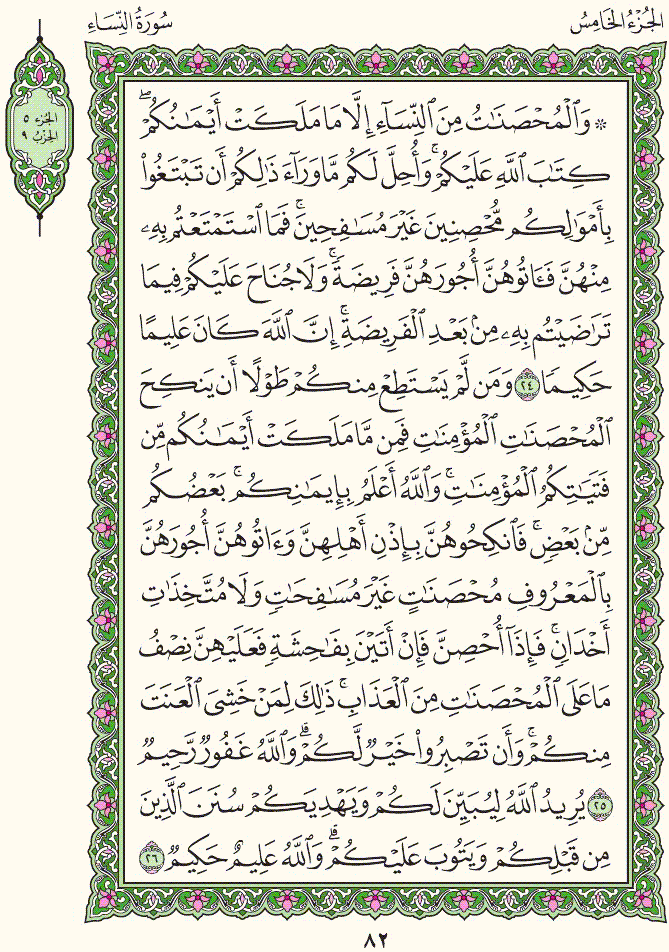 الجُزْءُ الخَامِسُ
سُورَةُ النِّسَاءِ
الجزء ٥
الحِزْبُ ٩
۞ وَٱلْمُحْصَنَٰتُ مِنَ ٱلنِّسَآءِ إِلَّا مَا مَلَكَتْ أَيْمَٰنُكُمْۖ
كِتَٰبَ ٱللَّهِ عَلَيْكُمْۚ وَأُحِلَّ لَكُم مَّا وَرَآءَ ذَٰلِكُمْ أَن تَبْتَغُوا۟
بِأَمْوَٰلِكُم مُّحْصِنِينَ غَيْرَ مُسَٰفِحِينَۚ فَمَا ٱسْتَمْتَعْتُم بِهِۦ
مِنْهُنَّ فَـَٔاتُوهُنَّ أُجُورَهُنَّ فَرِيضَةًۚ وَلَا جُنَاحَ عَلَيْكُمْ فِيمَا
تَرَٰضَيْتُم بِهِۦ مِنۢ بَعْدِ ٱلْفَرِيضَةِۚ إِنَّ ٱللَّهَ كَانَ عَلِيمًا
حَكِيمًا ٢٤ وَمَن لَّمْ يَسْتَطِعْ مِنكُمْ طَوْلًا أَن يَنكِحَ
ٱلْمُحْصَنَٰتِ ٱلْمُؤْمِنَٰتِ فَمِن مَّا مَلَكَتْ أَيْمَٰنُكُم مِّن
فَتَيَٰتِكُمُ ٱلْمُؤْمِنَٰتِۚ وَٱللَّهُ أَعْلَمُ بِإِيمَٰنِكُمۚ بَعْضُكُم
مِّنۢ بَعْضٍۚ فَٱنكِحُوهُنَّ بِإِذْنِ أَهْلِهِنَّ وَءَاتُوهُنَّ أُجُورَهُنَّ
بِٱلْمَعْرُوفِ مُحْصَنَٰتٍ غَيْرَ مُسَٰفِحَٰتٍ وَلَا مُتَّخِذَٰتِ
أَخْدَانٍۚ فَإِذَآ أُحْصِنَّ فَإِنْ أَتَيْنَ بِفَٰحِشَةٍ فَعَلَيْهِنَّ نِصْفُ
مَا عَلَى ٱلْمُحْصَنَٰتِ مِنَ ٱلْعَذَابِۚ ذَٰلِكَ لِمَنْ خَشِىَ ٱلْعَنَتَ
مِنكُمْۚ وَأَن تَصْبِرُوا۟ خَيْرٌ لَّكُمْۗ وَٱللَّهُ غَفُورٌ رَّحِيمٌ
٢٥ يُرِيدُ ٱللَّهُ لِيُبَيِّنَ لَكُمْ وَيَهْدِيَكُمْ سُنَنَ ٱلَّذِينَ
مِن قَبْلِكُمْ وَيَتُوبَ عَلَيْكُمْۗ وَٱللَّهُ عَلِيمٌ حَكِيمٌ ٢٦
٨٢